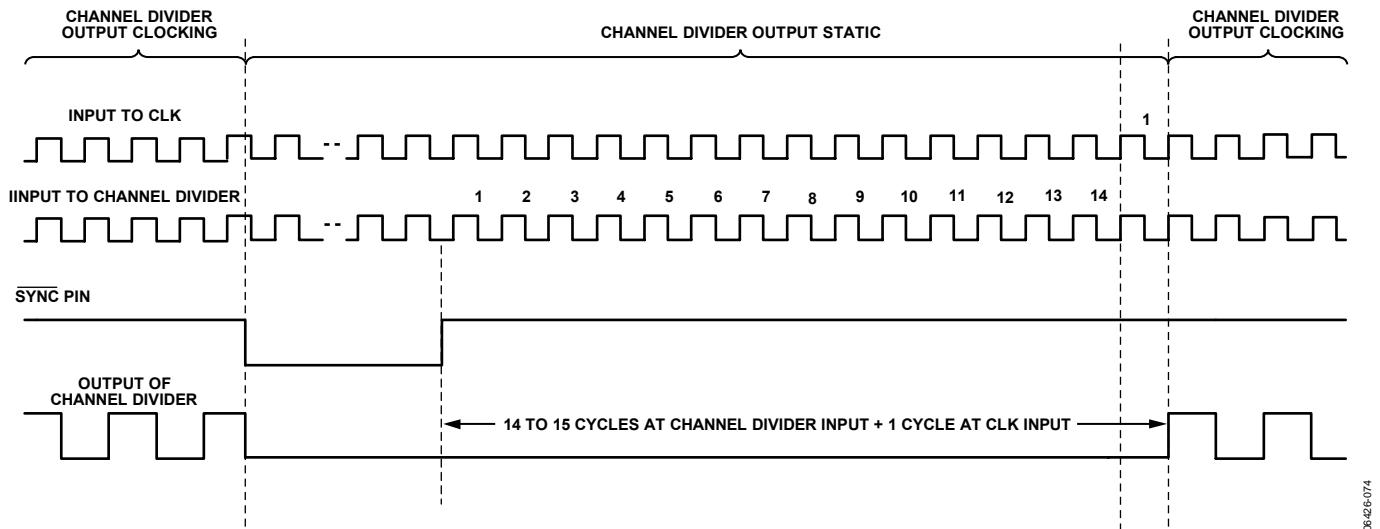 CHANNEL DIVIDER
OUTPUT CLOCKING
CHANNEL DIVIDER OUTPUT STATIC
CHANNEL DIVIDER
OUTPUT CLOCKING
INPUT TO CLK
1
IINPUT TO CHANNEL DIVIDER
1 2 3 4 5 6 7 8 9 10 11 12 13 14
SYNC PIN
OUTPUT OF
CHANNEL DIVIDER
14 TO 15 CYCLES AT CHANNEL DIVIDER INPUT + 1 CYCLE AT CLK INPUT
06426-074